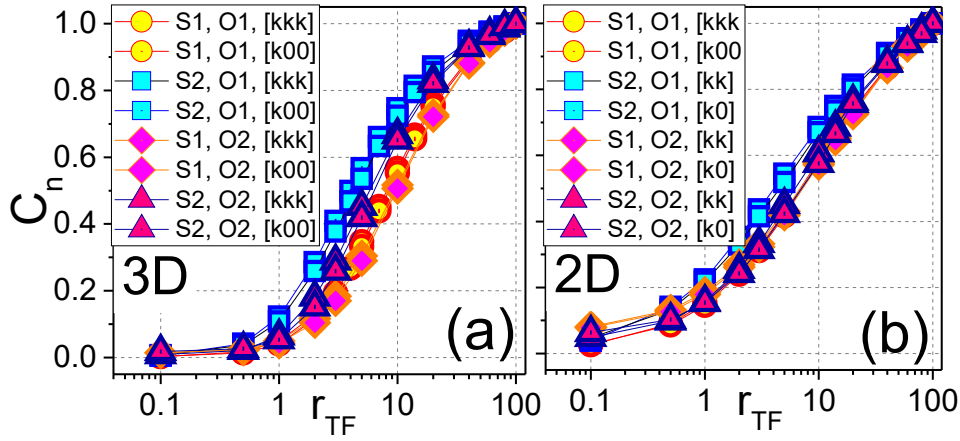 1.0
0.8
0.6
0.4
0.2
0.0
C_n
S1, O1, [kkk]
S1, O1, [k00]
S2, O1, [kkk]
S2, O1, [k00]
S1, O2, [kkk]
S1, O2, [k00]
S2, O2, [kkk]
S2, O2, [k00]
3D
(a)
0.1 1 10 100
r_TF
S1, O1, [kkk
S1, O1, [k00
S2, O1, [kk]
S2, O1, [k0]
S1, O2, [kk]
S1, O2, [k0]
S2, O2, [kk]
S2, O2, [k0]
2D
(b)
0.1 1 10 100
r_TF